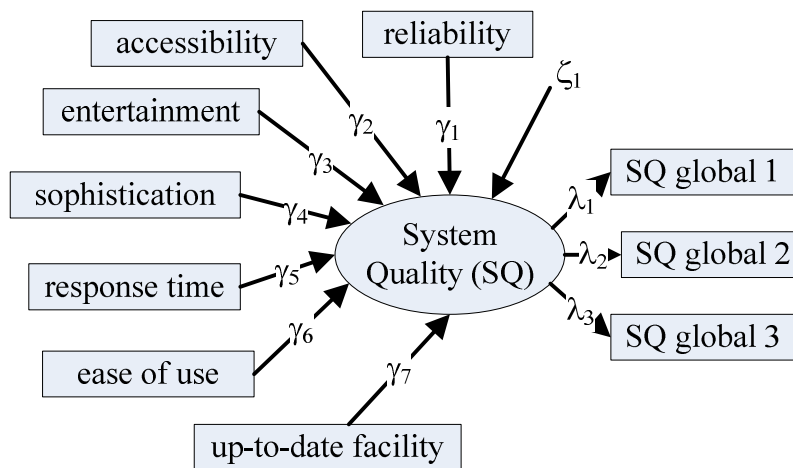 accessibility
reliability
ζ1
entertainment
γ2
γ1
γ3
SQ global 1
sophistication
γ4
λ1
System
Quality (SQ)
λ2
SQ global 2
response time
γ5
λ3
γ6
SQ global 3
ease of use
γ7
up-to-date facility